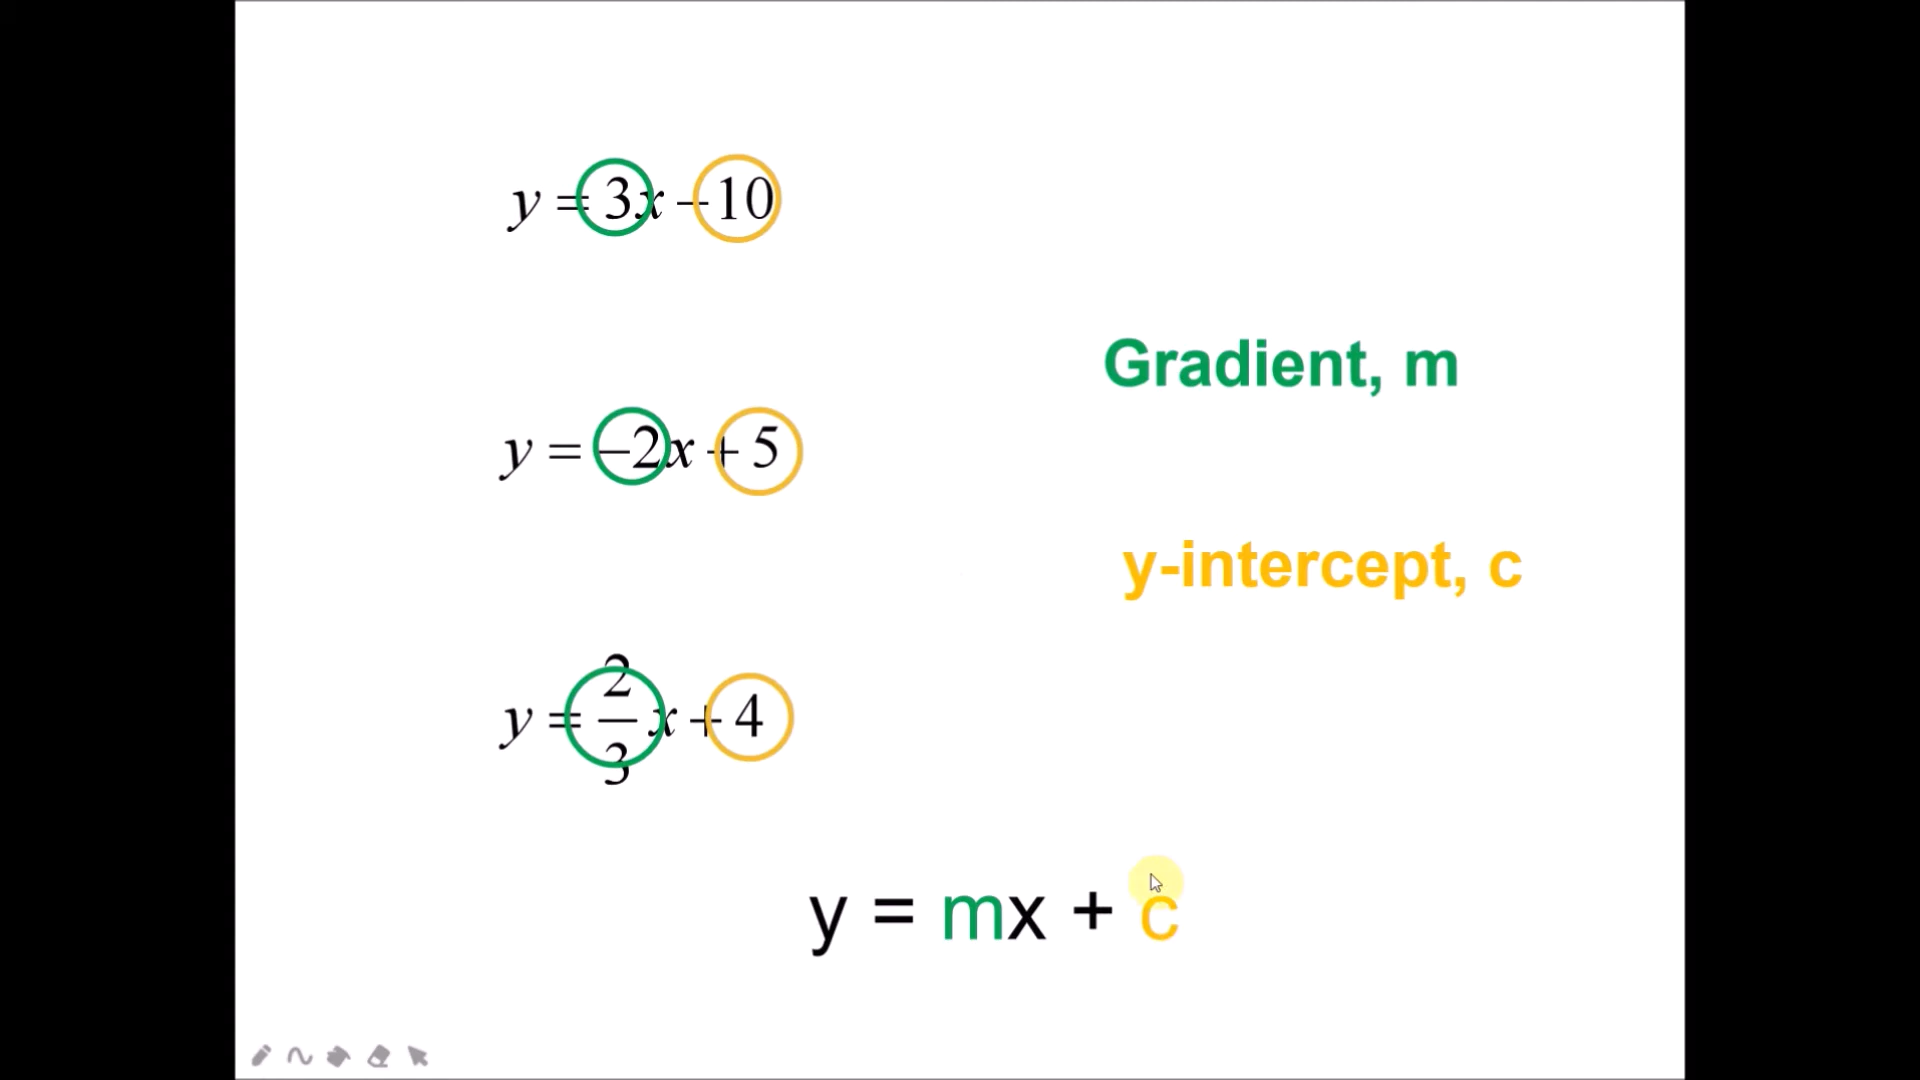 y = 3x − 10
Gradient, m
y = −2x + 5
y-intercept, c
y = 2/3 x + 4
y = mx + c